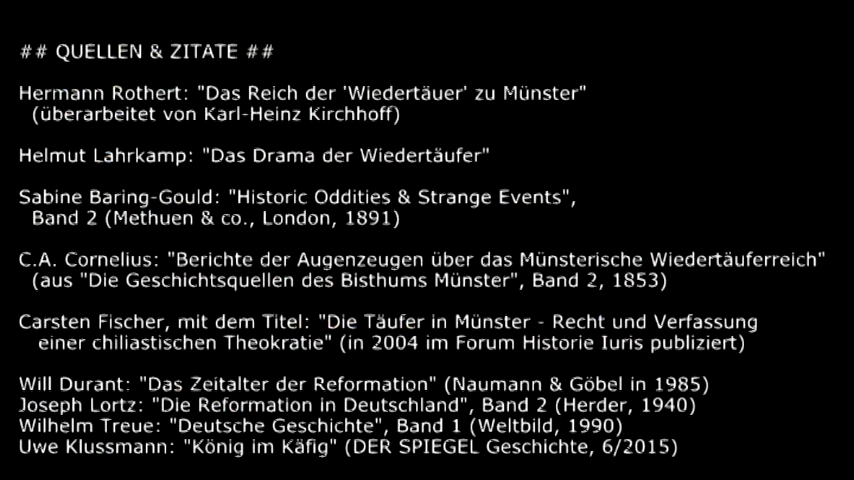 ## QUELLEN & ZITATE ##
Hermann Rothert: "Das Reich der 'Wiedertäuer' zu Münster"
(überarbeitet von Karl-Heinz Kirchhoff)
Helmut Lahrkamp: "Das Drama der Wiedertäufer"
Sabine Baring-Gould: "Historic Oddities & Strange Events",
Band 2 (Methuen & co., London, 1891)
C.A. Cornelius: "Berichte der Augenzeugen über das Münsterische Wiedertäuferreich"
(aus "Die Geschichtsquellen des Bisthums Münster", Band 2, 1853)
Carsten Fischer, mit dem Titel: "Die Täufer in Münster - Recht und Verfassung
einer chiliastischen Theokratie" (in 2004 im Forum Historie Iuris publiziert)
Will Durant: "Das Zeitalter der Reformation" (Naumann & Göbel in 1985)
Joseph Lortz: "Die Reformation in Deutschland", Band 2 (Herder, 1940)
Wilhelm Treue: "Deutsche Geschichte", Band 1 (Weltbild, 1990)
Uwe Klussmann: "König im Käfig" (DER SPIEGEL Geschichte, 6/2015)